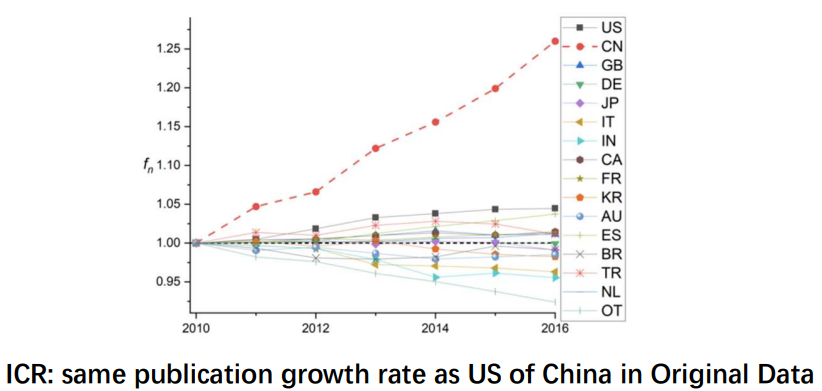 1.25
1.20
1.15
1.10
1.05
1.00
0.95
fn
2010 2012 2014 2016
US
CN
GB
DE
JP
IT
IN
CA
FR
KR
AU
ES
BR
TR
NL
OT
ICR: same publication growth rate as US of China in Original Data